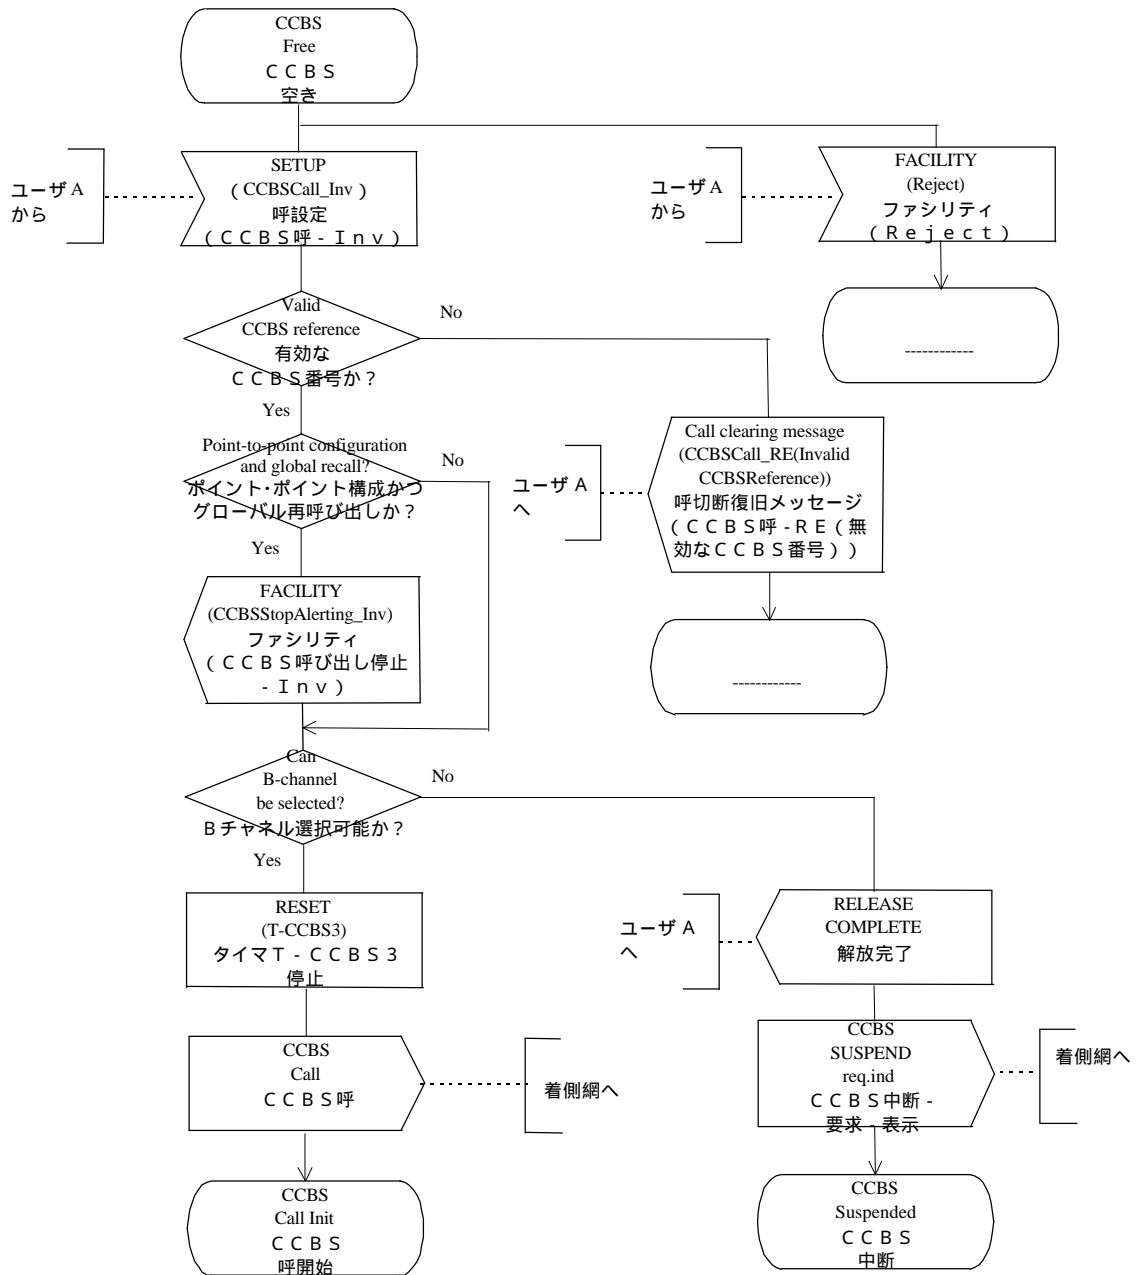 CCBS
Free
ＣＣＢＳ
空き
ユーザA
から
SETUP
（CCBSCall_Inv）
呼設定
（ＣＣＢＳ呼‐Ｉｎｖ）
ユーザA
から
FACILITY
(Reject)
ファシリティ
（Ｒｅｊｅｃｔ）
------------
Valid
CCBS reference
有効な
ＣＣＢＳ番号か？
No
Yes
Point-to-point configuration
and global recall?
ポイント・ポイント構成かつ
グローバル再呼び出しか？
No
Yes
ユーザA
へ
Call clearing message
(CCBSCall_RE(Invalid
CCBSReference))
呼切断復旧メッセージ
（ＣＣＢＳ呼‐ＲＥ（無
効なＣＣＢＳ番号））
------------
FACILITY
(CCBSStopAlerting_Inv)
ファシリティ
（ＣＣＢＳ呼び出し停止
‐Ｉｎｖ）
Can
B-channel
be selected?
Ｂチャネル選択可能か？
No
Yes
RESET
(T-CCBS3)
タイマＴ‐ＣＣＢＳ３
停止
ユーザA
へ
RELEASE
COMPLETE
解放完了
CCBS
Call
ＣＣＢＳ呼
着側網へ
CCBS
SUSPEND
req.ind
ＣＣＢＳ中断‐
要求‐表示
着側網へ
CCBS
Call Init
ＣＣＢＳ
呼開始
CCBS
Suspended
ＣＣＢＳ
中断